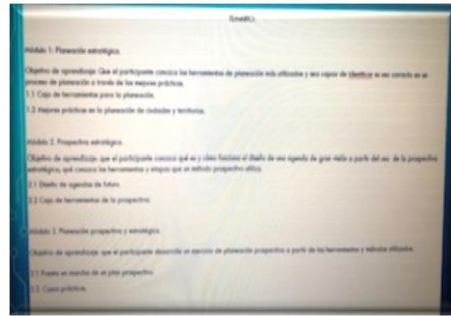 TEMARIO.
Módulo 1: Planeación estratégica.
Objetivo de aprendizaje: Que el participante conozca las herramientas de planeación más utilizadas y sea capaz de identificar su uso correcto en un
proceso de planeación a través de las mejores prácticas.
1.1 Caja de herramientas para la planeación.
1.2 Mejores prácticas en la planeación de ciudades y territorios.
Módulo 2. Prospectiva estratégica.
Objetivo de aprendizaje: que el participante conozca qué es y cómo funciona el diseño de una agenda de gran visión a partir del uso de la prospectiva
estratégica, qué conozca las herramientas y etapas que un método prospectivo utiliza.
2.1 Diseño de agendas de futuro.
2.2 Caja de herramientas de la prospectiva.
Módulo 3. Planeación prospectiva y estratégica.
Objetivo de aprendizaje: que el participante desarrolle un ejercicio de planeación prospectiva a partir de las herramientas y métodos utilizados.
3.1 Puesta en marcha de un plan prospectivo.
3.2. Casos prácticos.